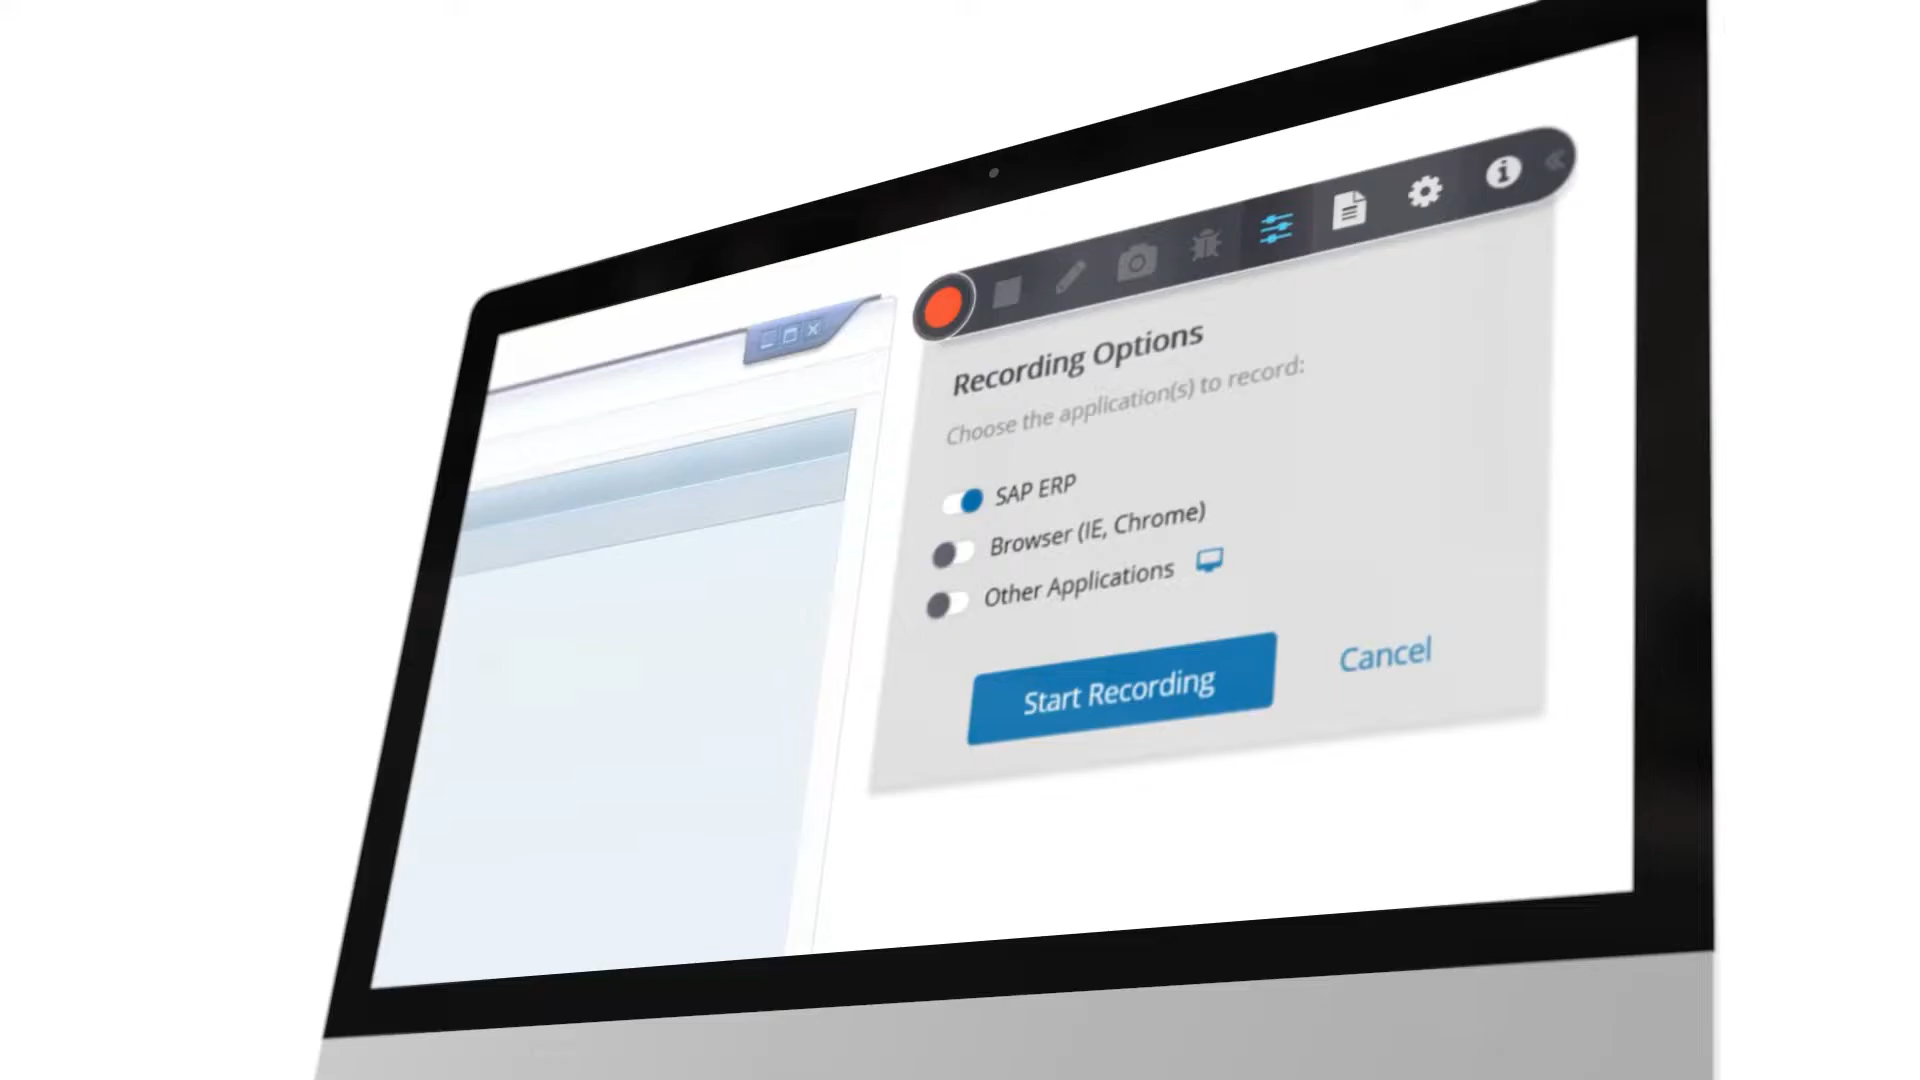 Recording Options
Choose the application(s) to record:
SAP ERP
Browser (IE, Chrome)
Other Applications
Start Recording
Cancel